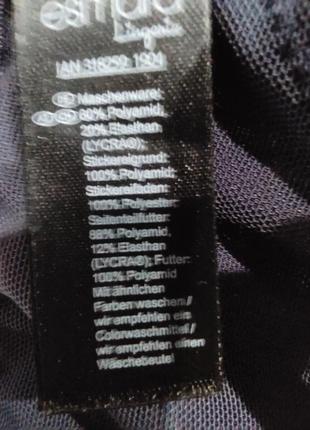 esmara
Lingerie
IAN 318250 1904
Maschenware:
80% Polyamid,
20% Elasthan
(LYCRA®);
Stickereigrund:
100% Polyamid;
Stickereifaden:
100% Polyester;
Seitenteilfutter:
88% Polyamid,
12% Elasthan
(LYCRA®); Futter:
100% Polyamid
Mit ähnlichen
Farben waschen /
wir empfehlen ein
Colorwaschmittel /
wir empfehlen einen
Wäschebeutel